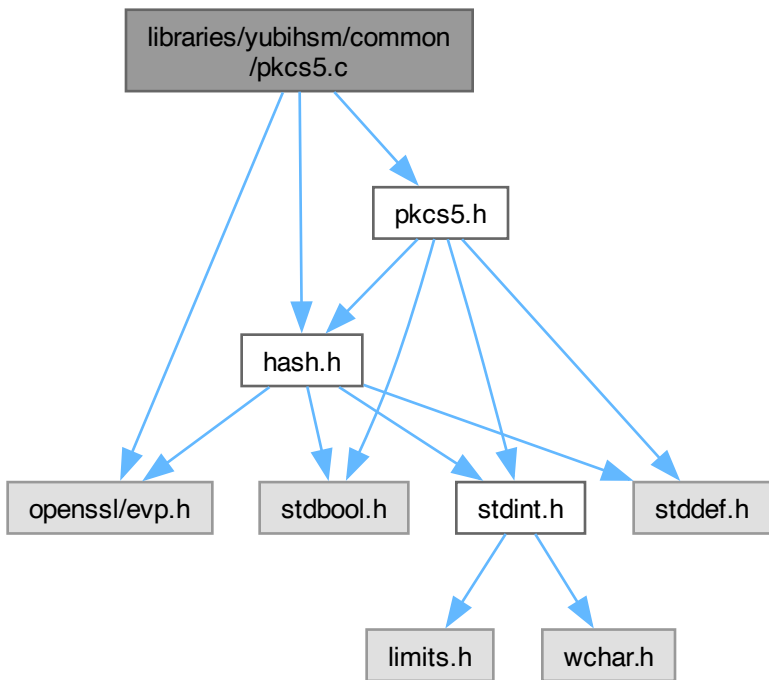 libraries/yubihsm/common
/pkcs5.c
pkcs5.h
hash.h
openssl/evp.h
stdbool.h
stdint.h
stddef.h
limits.h
wchar.h